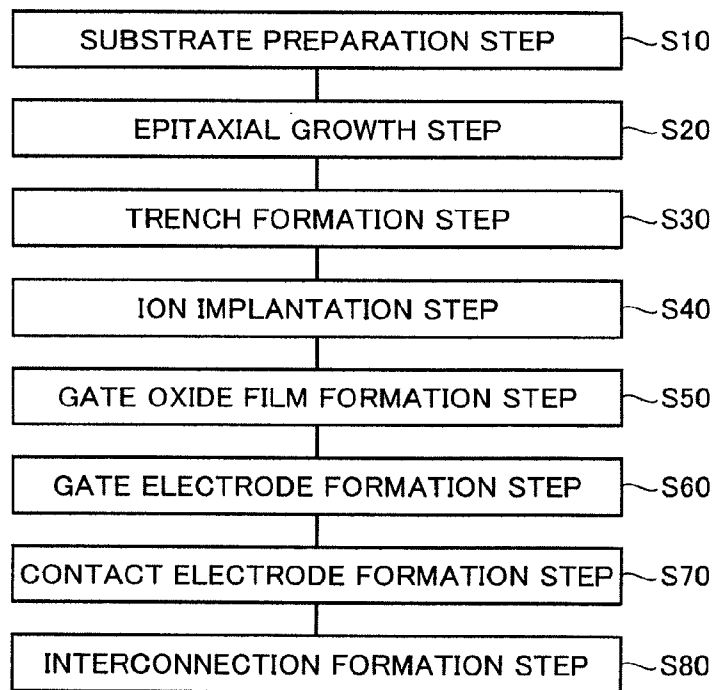 SUBSTRATE PREPARATION STEP S10
EPITAXIAL GROWTH STEP S20
TRENCH FORMATION STEP S30
ION IMPLANTATION STEP S40
GATE OXIDE FILM FORMATION STEP S50
GATE ELECTRODE FORMATION STEP S60
CONTACT ELECTRODE FORMATION STEP S70
INTERCONNECTION FORMATION STEP S80